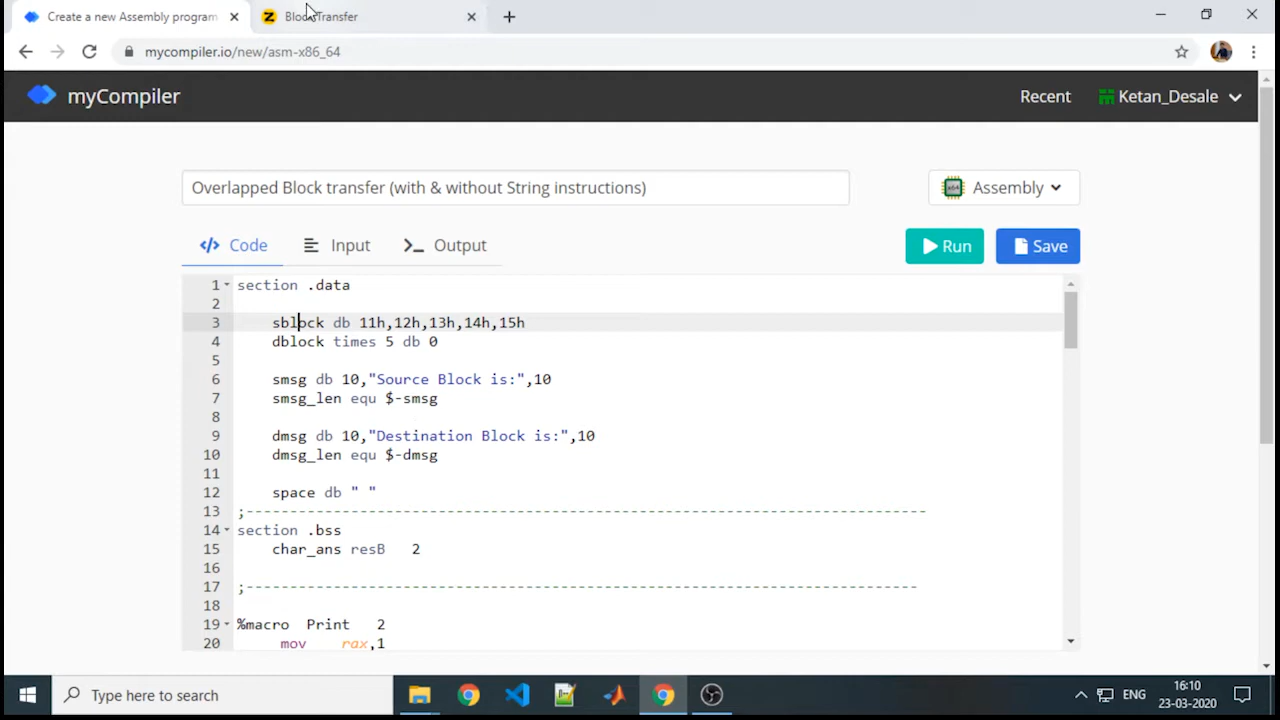 Create a new Assembly program
Block Transfer
mycompiler.io/new/asm-x86_64
myCompiler
Recent
Ketan_Desale
Overlapped Block transfer (with & without String instructions)
Assembly
Code
Input
Output
Run
Save
1 section .data
2
3 sblock db 11h,12h,13h,14h,15h
4 dblock times 5 db 0
5
6 smsg db 10,"Source Block is:",10
7 smsg_len equ $-smsg
8
9 dmsg db 10,"Destination Block is:",10
10 dmsg_len equ $-dmsg
11
12 space db " "
13 ;------------------------------------------------------------------------------
14 section .bss
15 char_ans resB 2
16
17 ;-----------------------------------------------------------------------------
18
19 %macro Print 2
20 mov rax,1
Type here to search
ENG
16:10
23-03-2020